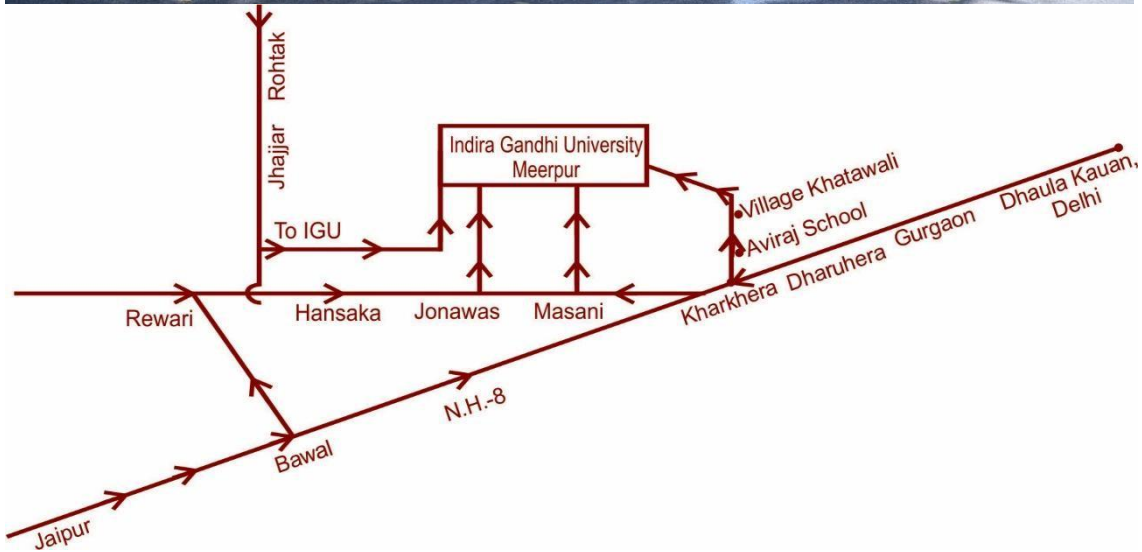 Jhajjar Rohtak
Indira Gandhi University
Meerpur
To IGU
Village Khatawali
Aviraj School
Dhaula Kauan,
Delhi
Gurgaon
Dharuhera
Kharkhera
Rewari
Hansaka
Jonawas
Masani
N.H.-8
Bawal
Jaipur